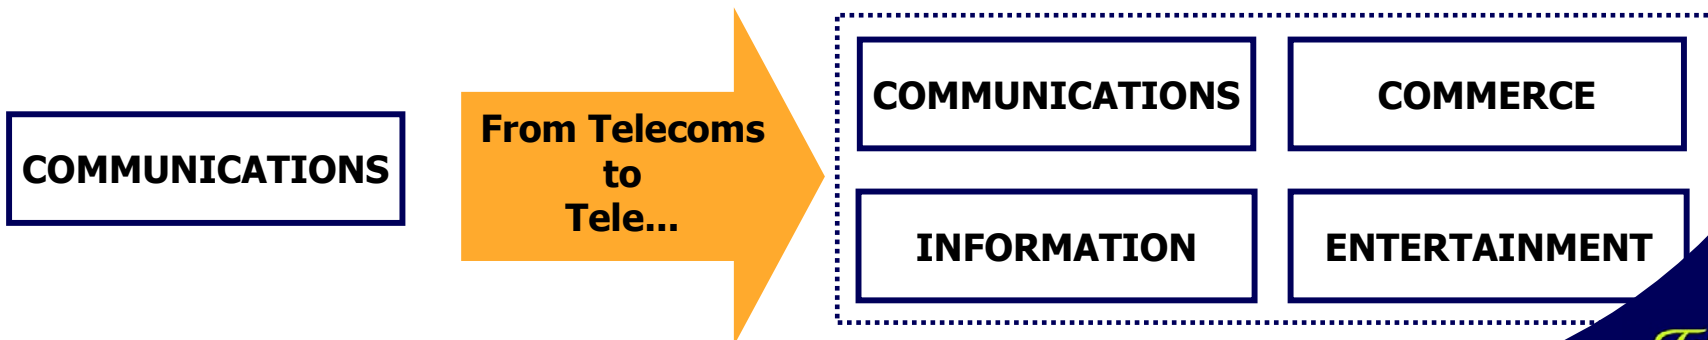 COMMUNICATIONS
From Telecoms
to
Tele...
COMMUNICATIONS
COMMERCE
INFORMATION
ENTERTAINMENT